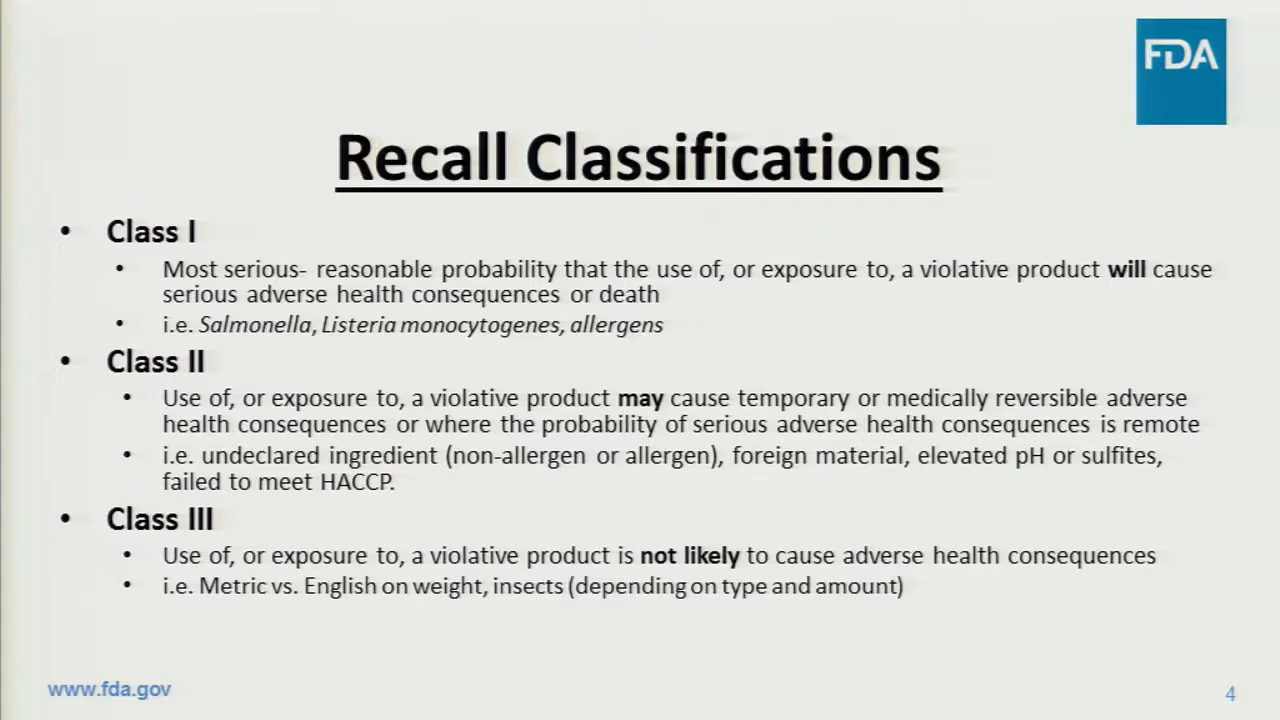 FDA
Recall Classifications
• Class I
• Most serious- reasonable probability that the use of, or exposure to, a violative product will cause
serious adverse health consequences or death
• i.e. Salmonella, Listeria monocytogenes, allergens
• Class II
• Use of, or exposure to, a violative product may cause temporary or medically reversible adverse
health consequences or where the probability of serious adverse health consequences is remote
• i.e. undeclared ingredient (non-allergen or allergen), foreign material, elevated pH or sulfites,
failed to meet HACCP.
• Class III
• Use of, or exposure to, a violative product is not likely to cause adverse health consequences
• i.e. Metric vs. English on weight, insects (depending on type and amount)
www.fda.gov
4